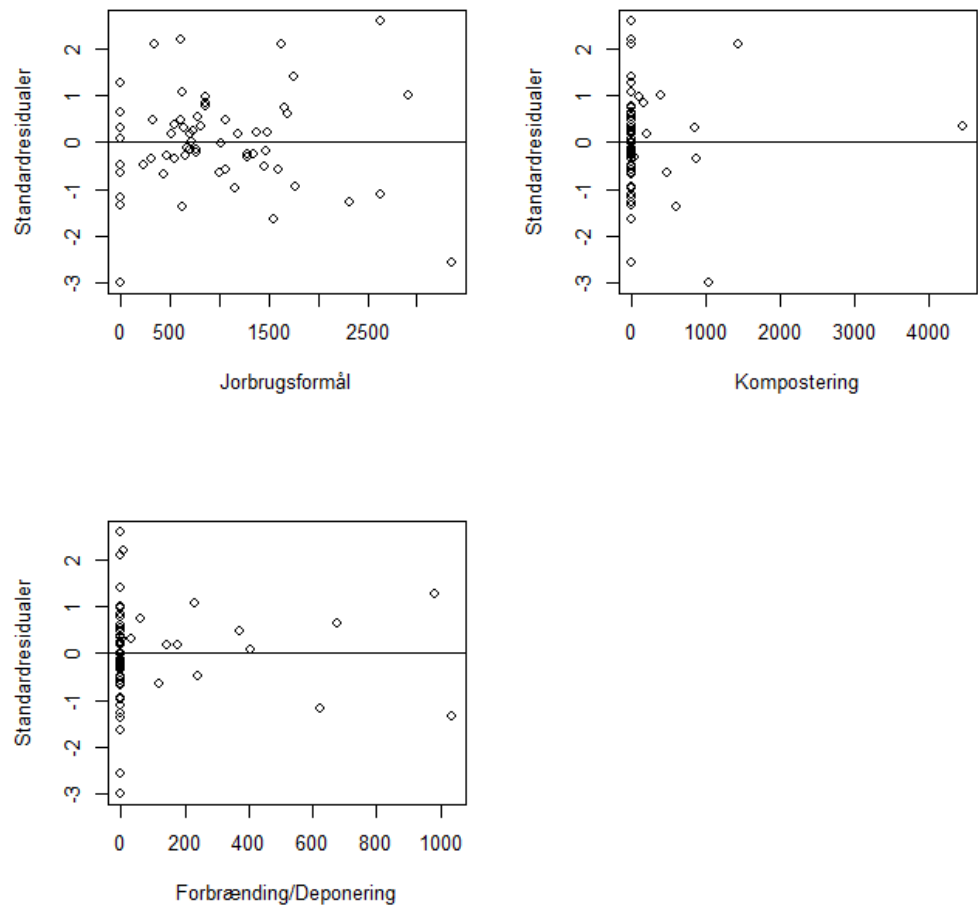 Standardresidualer
2
1
0
-1
-2
-3
0 500 1500 2500
Jorbrugsformål
Standardresidualer
2
1
0
-1
-2
-3
0 1000 2000 3000 4000
Kompostering
Standardresidualer
2
1
0
-1
-2
-3
0 200 400 600 800 1000
Forbrænding/Deponering